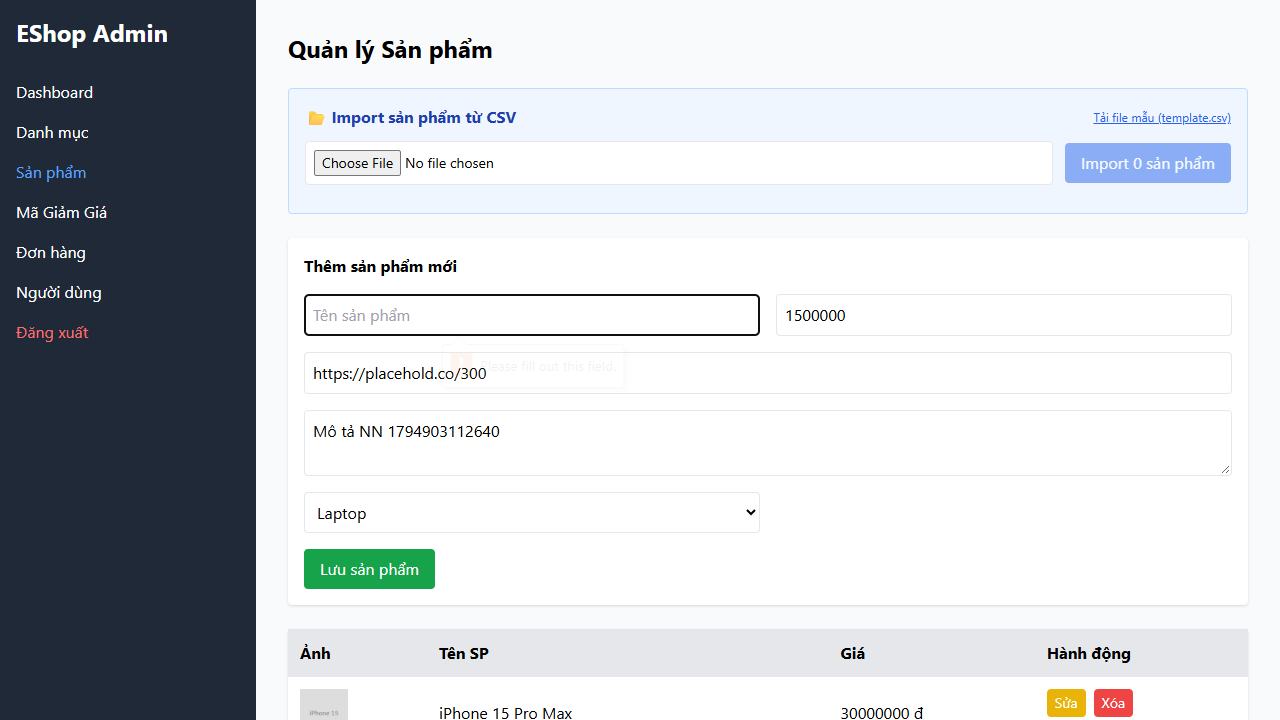 EShop Admin
Dashboard
Danh mục
Sản phẩm
Mã Giảm Giá
Đơn hàng
Người dùng
Đăng xuất
Quản lý Sản phẩm
Import sản phẩm từ CSV
Tải file mẫu (template.csv)
Choose File No file chosen
Import 0 sản phẩm
Thêm sản phẩm mới
Tên sản phẩm
1500000
Please fill out this field.
https://placehold.co/300
Mô tả NN 1794903112640
Laptop
Lưu sản phẩm
Ảnh Tên SP Giá Hành động
iPhone 15
iPhone 15 Pro Max
30000000 đ
Sửa
Xóa